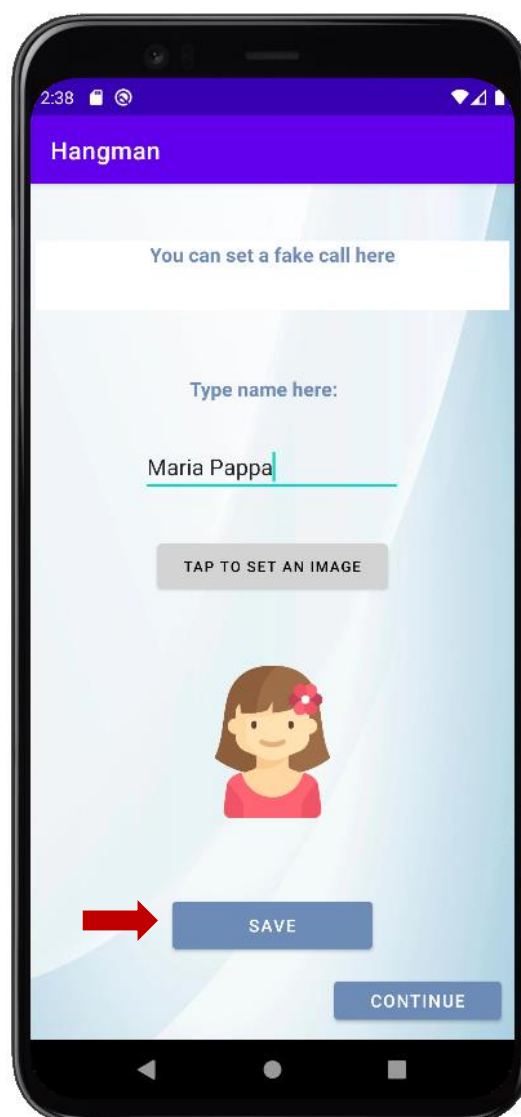 2:38
Hangman
You can set a fake call here
Type name here:
Maria Pappa
TAP TO SET AN IMAGE
SAVE
CONTINUE